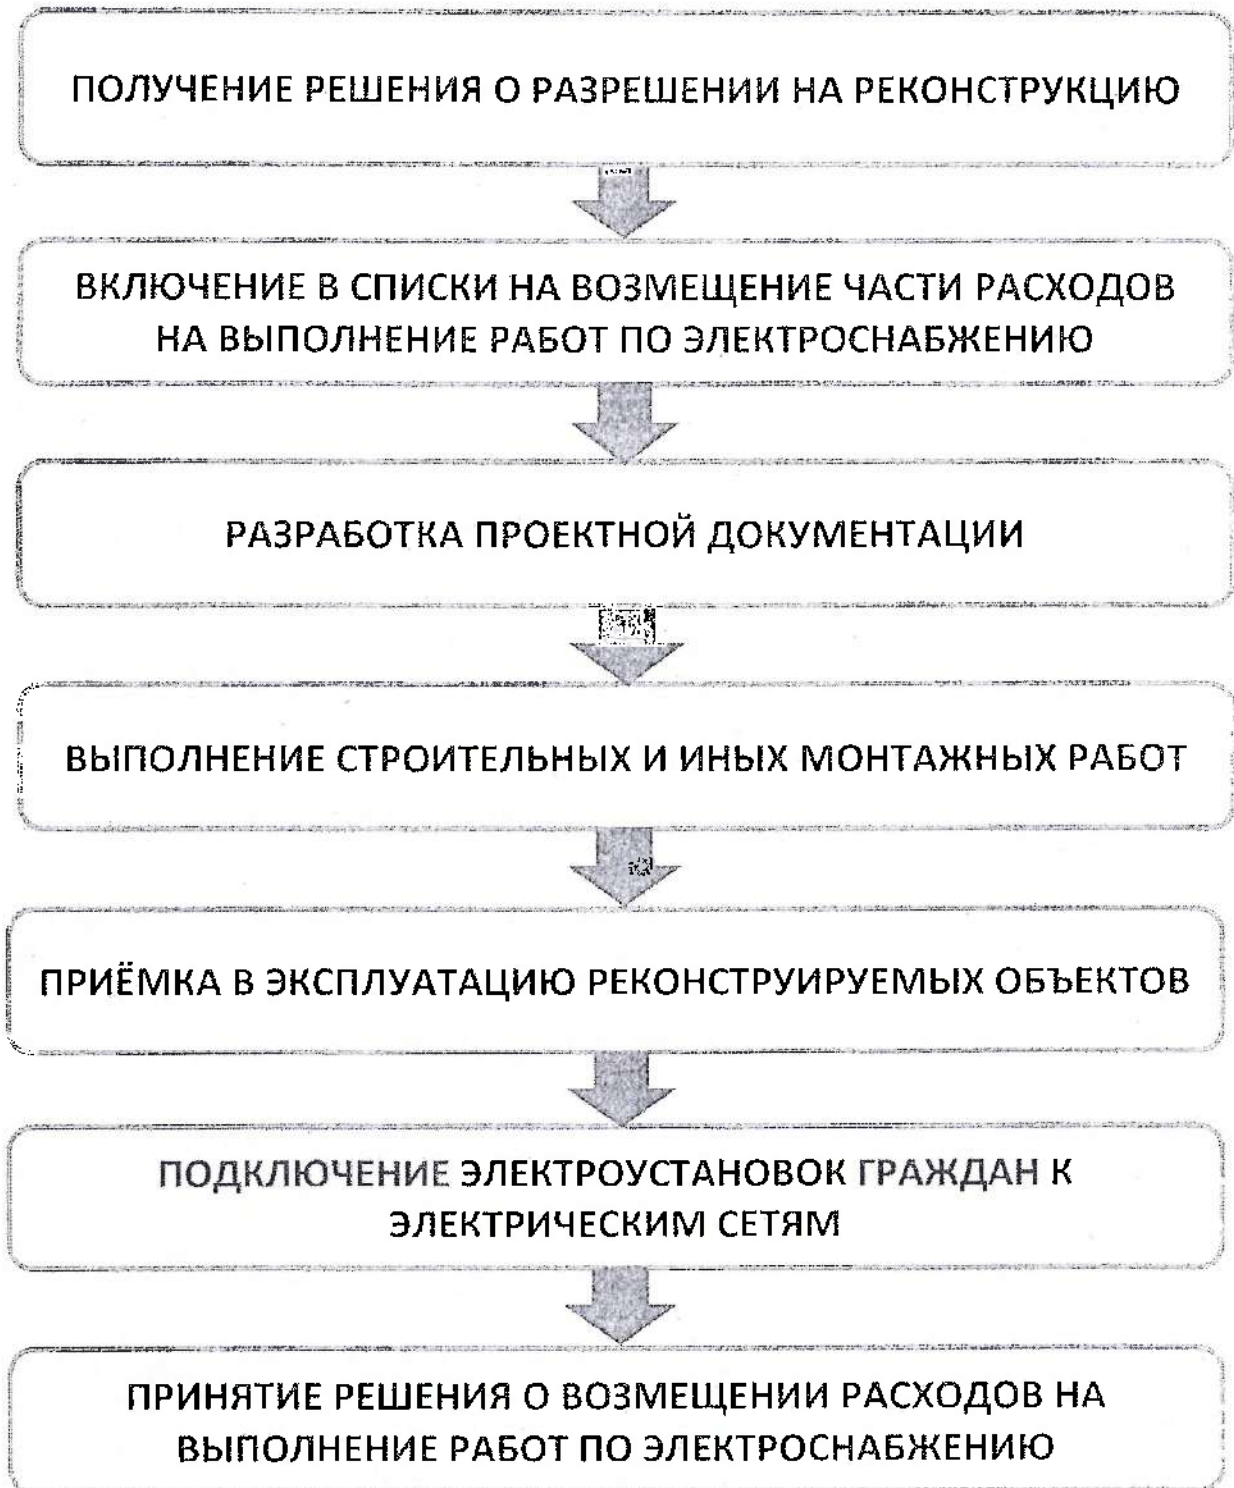 ПОЛУЧЕНИЕ РЕШЕНИЯ О РАЗРЕШЕНИИ НА РЕКОНСТРУКЦИЮ
ВКЛЮЧЕНИЕ В СПИСКИ НА ВОЗМЕЩЕНИЕ ЧАСТИ РАСХОДОВ
НА ВЫПОЛНЕНИЕ РАБОТ ПО ЭЛЕКТРОСНАБЖЕНИЮ
РАЗРАБОТКА ПРОЕКТНОЙ ДОКУМЕНТАЦИИ
ВЫПОЛНЕНИЕ СТРОИТЕЛЬНЫХ И ИНЫХ МОНТАЖНЫХ РАБОТ
ПРИЁМКА В ЭКСПЛУАТАЦИЮ РЕКОНСТРУИРУЕМЫХ ОБЪЕКТОВ
ПОДКЛЮЧЕНИЕ ЭЛЕКТРОУСТАНОВОК ГРАЖДАН К
ЭЛЕКТРИЧЕСКИМ СЕТЯМ
ПРИНЯТИЕ РЕШЕНИЯ О ВОЗМЕЩЕНИИ РАСХОДОВ НА
ВЫПОЛНЕНИЕ РАБОТ ПО ЭЛЕКТРОСНАБЖЕНИЮ